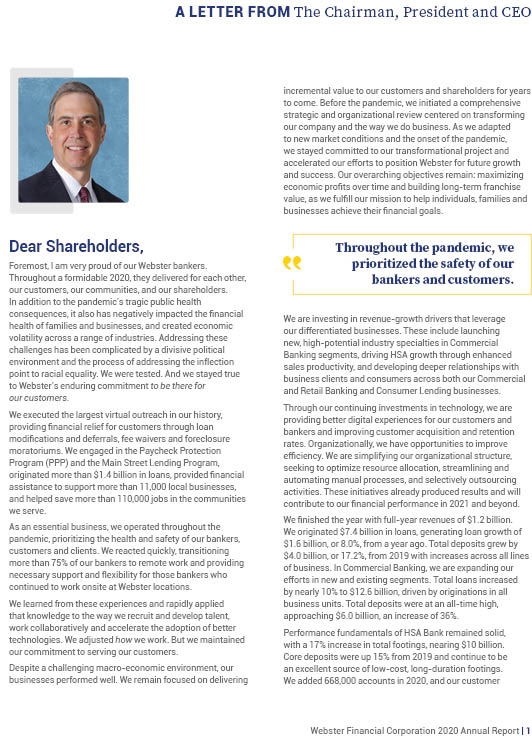 A LETTER FROM The Chairman, President and CEO
Dear Shareholders,
Foremost, I am very proud of our Webster bankers.
Throughout a formidable 2020, they delivered for each other,
our customers, our communities, and our shareholders.
In addition to the pandemic's tragic public health
consequences, it also has negatively impacted the financial
health of families and businesses, and created economic
volatility across a range of industries. Addressing these
challenges has been complicated by a divisive political
environment and the process of addressing the inflection
point to racial equality. We were tested. And we stayed true
to Webster's enduring commitment to be there for
our customers.
We executed the largest virtual outreach in our history,
providing financial relief for customers through loan
modifications and deferrals, fee waivers and foreclosure
moratoriums. We engaged in the Paycheck Protection
Program (PPP) and the Main Street Lending Program,
originated more than $1.4 billion in loans, provided financial
assistance to support more than 11,000 local businesses,
and helped save more than 110,000 jobs in the communities
we serve.
As an essential business, we operated throughout the
pandemic, prioritizing the health and safety of our bankers,
customers and clients. We reacted quickly, transitioning
more than 75% of our bankers to remote work and providing
necessary support and flexibility for those bankers who
continued to work onsite at Webster locations.
We learned from these experiences and rapidly applied
that knowledge to the way we recruit and develop talent,
work collaboratively and accelerate the adoption of better
technologies. We adjusted how we work. But we maintained
our commitment to serving our customers.
Despite a challenging macro-economic environment, our
businesses performed well. We remain focused on delivering
incremental value to our customers and shareholders for years
to come. Before the pandemic, we initiated a comprehensive
strategic and organizational review centered on transforming
our company and the way we do business. As we adapted
to new market conditions and the onset of the pandemic,
we stayed committed to our transformational project and
accelerated our efforts to position Webster for future growth
and success. Our overarching objectives remain: maximizing
economic profits over time and building long-term franchise
value, as we fulfill our mission to help individuals, families and
businesses achieve their financial goals.
“
Throughout the pandemic, we
prioritized the safety of our
bankers and customers.
We are investing in revenue-growth drivers that leverage
our differentiated businesses. These include launching
new, high-potential industry specialties in Commercial
Banking segments, driving HSA growth through enhanced
sales productivity, and developing deeper relationships with
business clients and consumers across both our Commercial
and Retail Banking and Consumer Lending businesses.
Through our continuing investments in technology, we are
providing better digital experiences for our customers and
bankers and improving customer acquisition and retention
rates. Organizationally, we have opportunities to improve
efficiency. We are simplifying our organizational structure,
seeking to optimize resource allocation, streamlining and
automating manual processes, and selectively outsourcing
activities. These initiatives already produced results and will
contribute to our financial performance in 2021 and beyond.
We finished the year with full-year revenues of $1.2 billion.
We originated $7.4 billion in loans, generating loan growth of
$1.6 billion, or 8.0%, from a year ago. Total deposits grew by
$4.0 billion, or 17.2%, from 2019 with increases across all lines
of business. In Commercial Banking, we are expanding our
efforts in new and existing segments. Total loans increased
by nearly 10% to $12.6 billion, driven by originations in all
business units. Total deposits were at an all-time high,
approaching $6.0 billion, an increase of 36%.
Performance fundamentals of HSA Bank remained solid,
with a 17% increase in total footings, nearing $10 billion.
Core deposits were up 15% from 2019 and continue to be
an excellent source of low-cost, long-duration footings.
We added 668,000 accounts in 2020, and our customer
Webster Financial Corporation 2020 Annual Report | 1